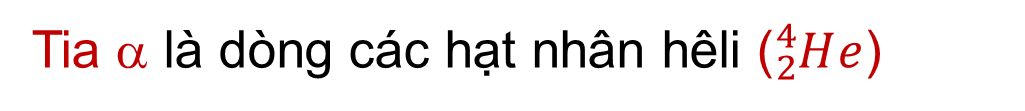 Tia α là dòng các hạt nhân hêli (⁴₂He)